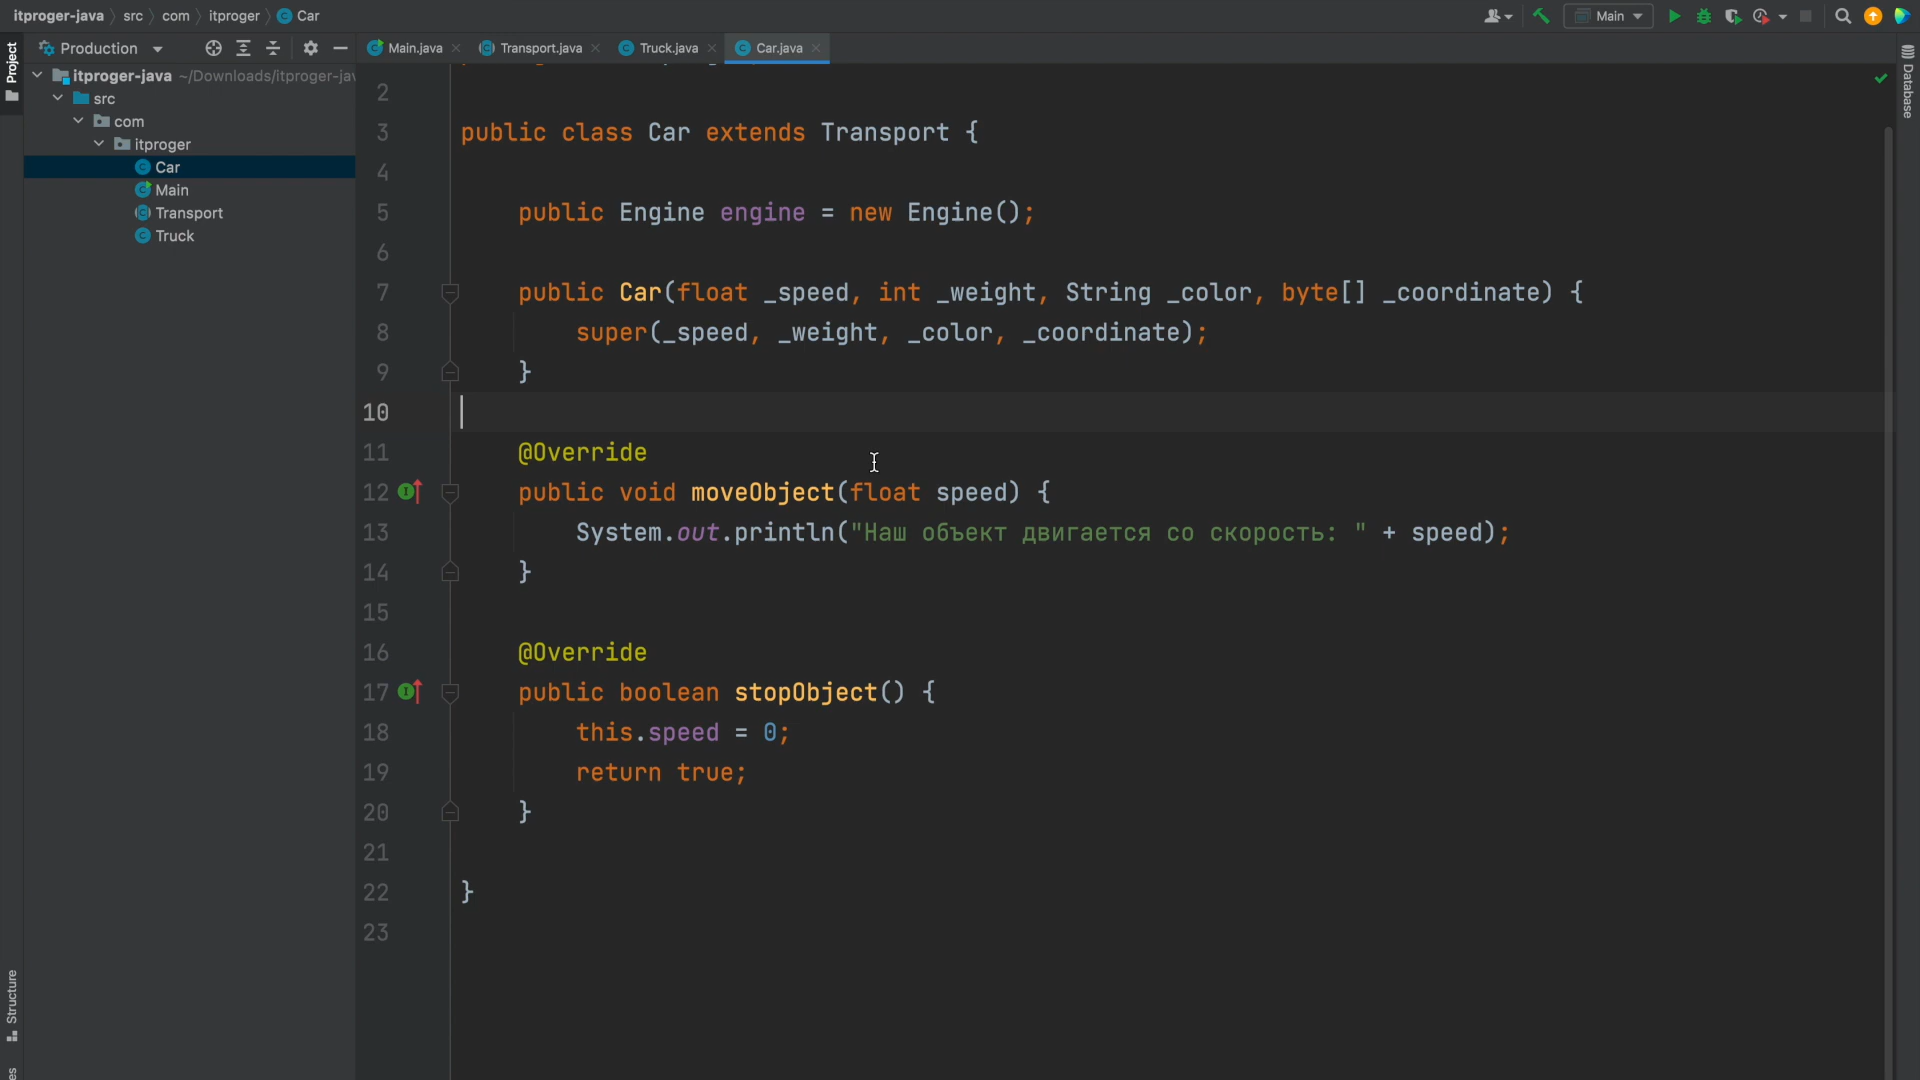 itproger-java src com itproger Car
Main
Project
Production
Main.java Transport.java Truck.java Car.java
itproger-java ~/Downloads/itproger-jav
src
com
itproger
Car
Main
Transport
Truck
2
3 public class Car extends Transport {
4
5 public Engine engine = new Engine();
6
7 public Car(float _speed, int _weight, String _color, byte[] _coordinate) {
8 super(_speed, _weight, _color, _coordinate);
9 }
10
11 @Override
12 public void moveObject(float speed) {
13 System.out.println("Наш объект двигается со скорость: " + speed);
14 }
15
16 @Override
17 public boolean stopObject() {
18 this.speed = 0;
19 return true;
20 }
21
22 }
23
Database
Structure